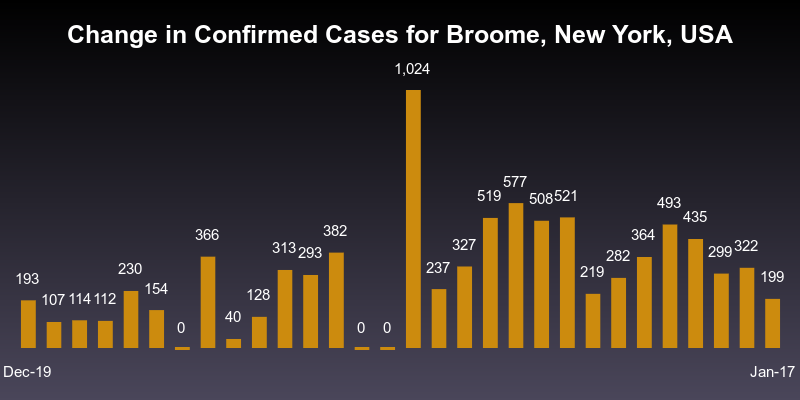 Change in Confirmed Cases for Broome, New York, USA
1,024
577
519 508 521
493
435
366 382 364
313 293 327 322
282 299
230 237 219
193 199
154
107 114 112 128
40
0 0 0
Dec-19 Jan-17